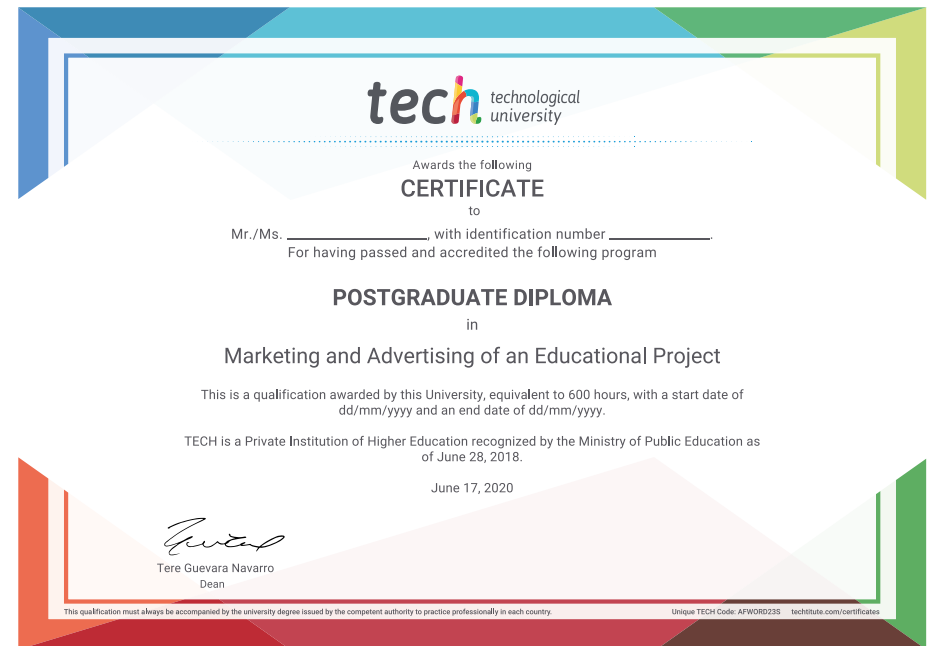 tech technological
university
Awards the following
CERTIFICATE
to
Mr./Ms. ____________________, with identification number ______________.
For having passed and accredited the following program
POSTGRADUATE DIPLOMA
in
Marketing and Advertising of an Educational Project
This is a qualification awarded by this University, equivalent to 600 hours, with a start date of
dd/mm/yyyy and an end date of dd/mm/yyyy.
TECH is a Private Institution of Higher Education recognized by the Ministry of Public Education as
of June 28, 2018.
June 17, 2020
Tere Guevara Navarro
Dean
This qualification must always be accompanied by the university degree issued by the competent authority to practice professionally in each country.
Unique TECH Code: AFWORD23S techtitute.com/certificates